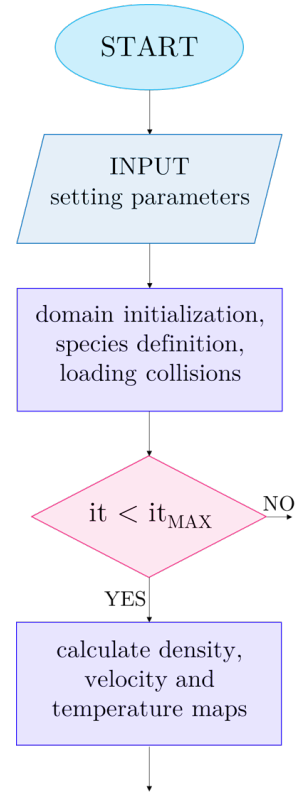 START
INPUT
setting parameters
domain initialization,
species definition,
loading collisions
it < it_MAX
NO
YES
calculate density,
velocity and
temperature maps